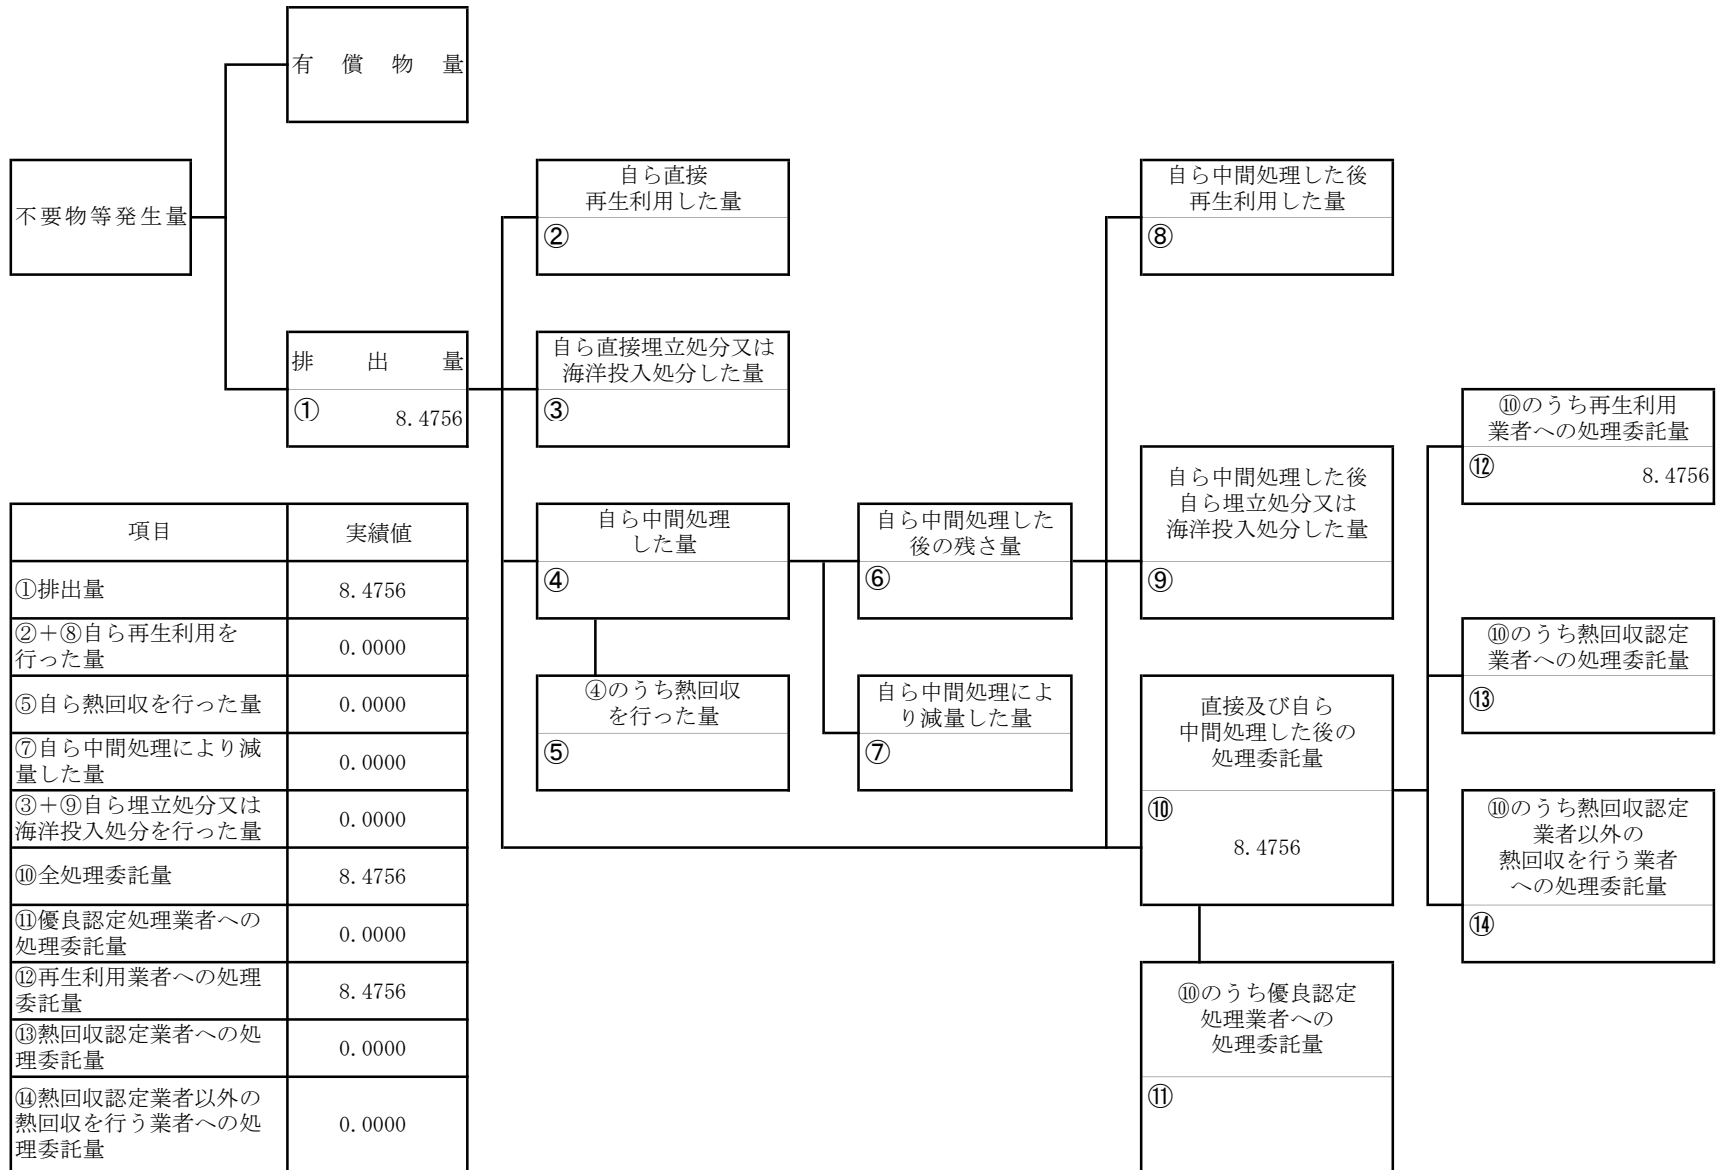 有償物量
不要物等発生量
排出量
①
8.4756
自ら直接
再生利用した量
②
自ら直接埋立処分又は
海洋投入処分した量
③
自ら中間処理
した量
④
④のうち熱回収
を行った量
⑤
自ら中間処理した
後の残さ量
⑥
自ら中間処理によ
り減量した量
⑦
自ら中間処理した後
再生利用した量
⑧
自ら中間処理した後
自ら埋立処分又は
海洋投入処分した量
⑨
直接及び自ら
中間処理した後の
処理委託量
⑩
8.4756
⑩のうち優良認定
処理業者への
処理委託量
⑪
⑩のうち再生利用
業者への処理委託量
⑫
8.4756
⑩のうち熱回収認定
業者への処理委託量
⑬
⑩のうち熱回収認定
業者以外の
熱回収を行う業者
への処理委託量
⑭
項目 実績値
①排出量 8.4756
②+⑧自ら再生利用を
行った量
0.0000
⑤自ら熱回収を行った量 0.0000
⑦自ら中間処理により減
量した量
0.0000
③+⑨自ら埋立処分又は
海洋投入処分を行った量
0.0000
⑩全処理委託量 8.4756
⑪優良認定処理業者への
処理委託量
0.0000
⑫再生利用業者への処理
委託量
8.4756
⑬熱回収認定業者への処
理委託量
0.0000
⑭熱回収認定業者以外の
熱回収を行う業者への処
理委託量
0.0000